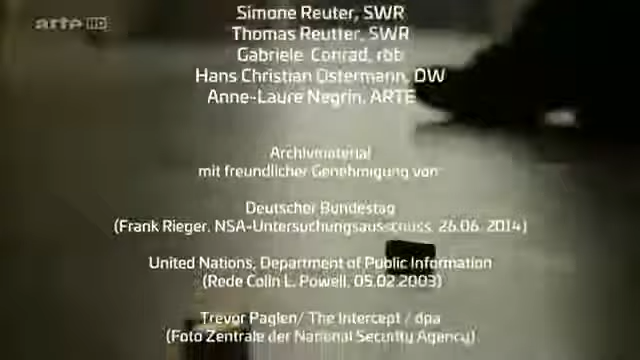 arte HD
Simone Reuter, SWR
Thomas Reutter, SWR
Gabriele Conrad, rbb
Hans Christian Ostermann, DW
Anne-Laure Negrin, ARTE
Archivmaterial
mit freundlicher Genehmigung von
Deutscher Bundestag
(Frank Rieger, NSA-Untersuchungsausschuss, 26.06. 2014)
United Nations, Department of Public Information
(Rede Colin L. Powell, 05.02.2003)
Trevor Paglen/ The Intercept / dpa
(Foto Zentrale der National Security Agency)